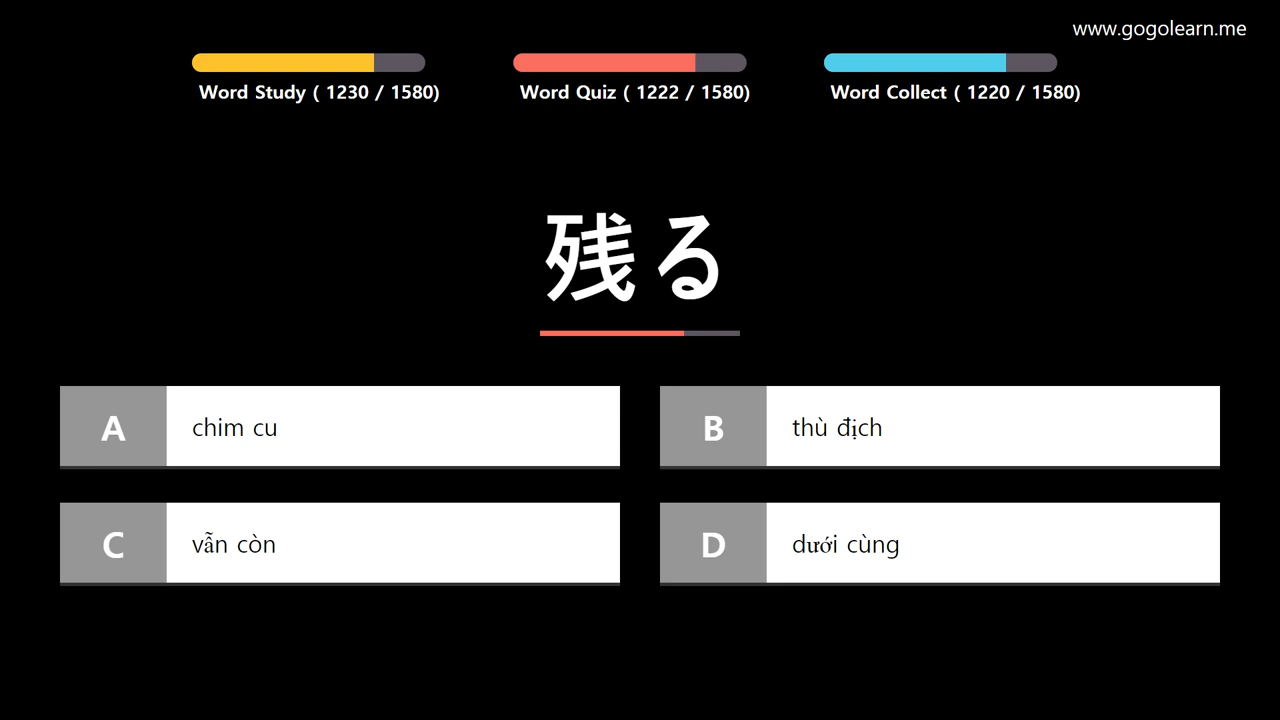 www.gogolearn.me
Word Study ( 1230 / 1580)
Word Quiz ( 1222 / 1580)
Word Collect ( 1220 / 1580)
残る
A chim cu
B thù địch
C vẫn còn
D dưới cùng